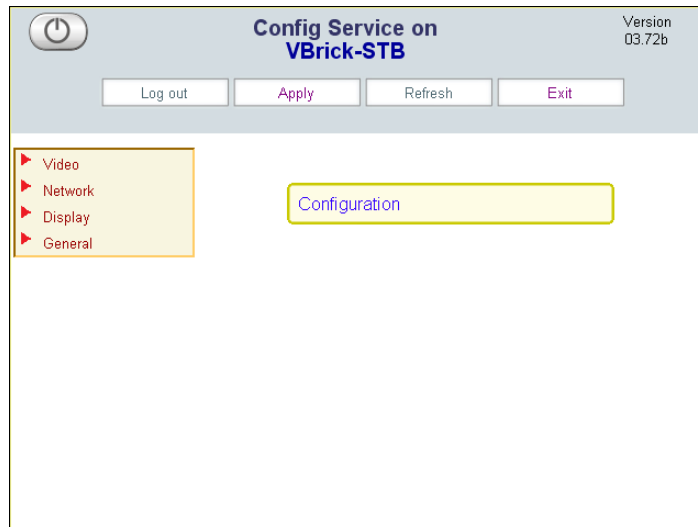 Config Service on
VBrick-STB
Version
03.72b
Log out
Apply
Refresh
Exit
Video
Network
Display
General
Configuration